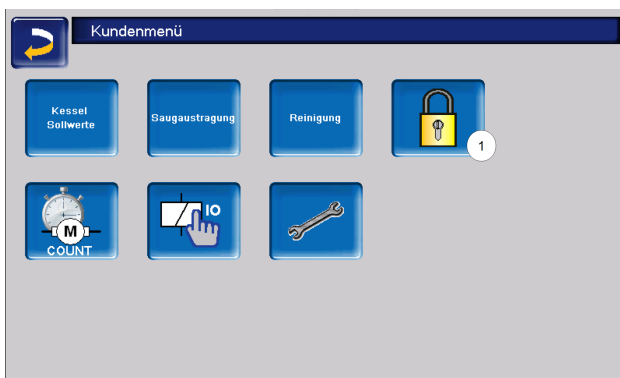 Kundenmenü
Kessel
Sollwerte
Saugaustragung
Reinigung
1
M
COUNT
IO